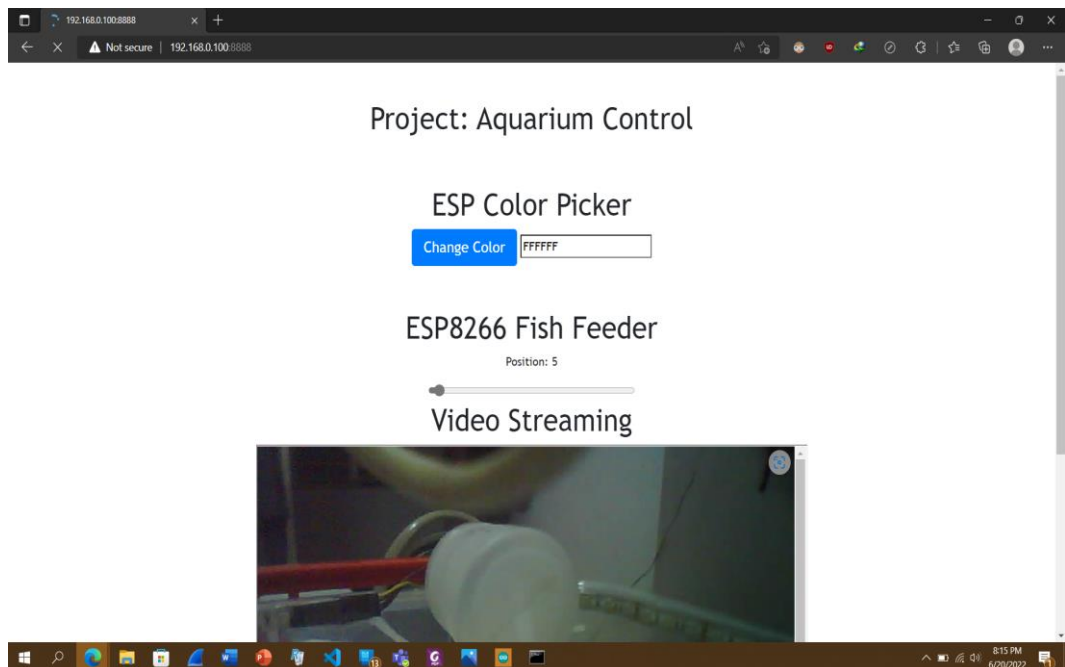 192.168.0.100:8888
Not secure | 192.168.0.100:8888
Project: Aquarium Control
ESP Color Picker
Change Color FFFFFF
ESP8266 Fish Feeder
Position: 5
Video Streaming
8:15 PM
6/20/2022